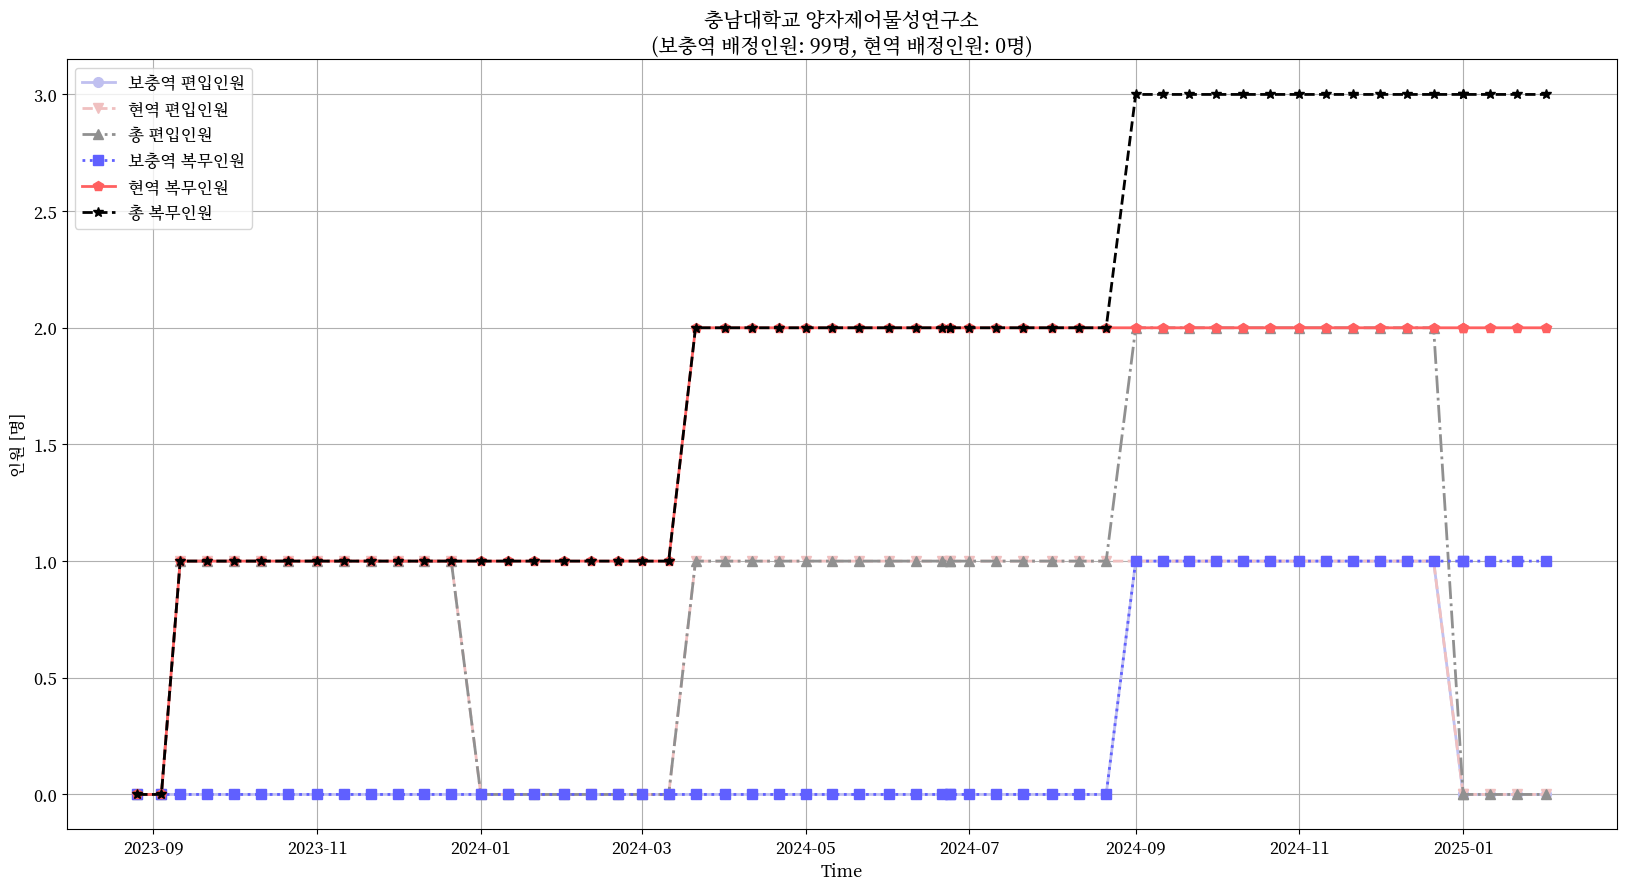 충남대학교 양자제어물성연구소
(보충역 배정인원: 99명, 현역 배정인원: 0명)
보충역 편입인원
현역 편입인원
총 편입인원
보충역 복무인원
현역 복무인원
총 복무인원
3.0
2.5
2.0
1.5
1.0
0.5
0.0
인원 [명]
2023-09 2023-11 2024-01 2024-03 2024-05 2024-07 2024-09 2024-11 2025-01
Time